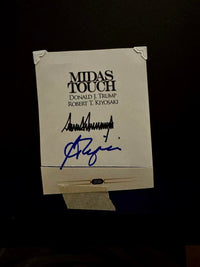 MIDAS
TOUCH
DONALD J. TRUMP
ROBERT T. KIYOSAKI